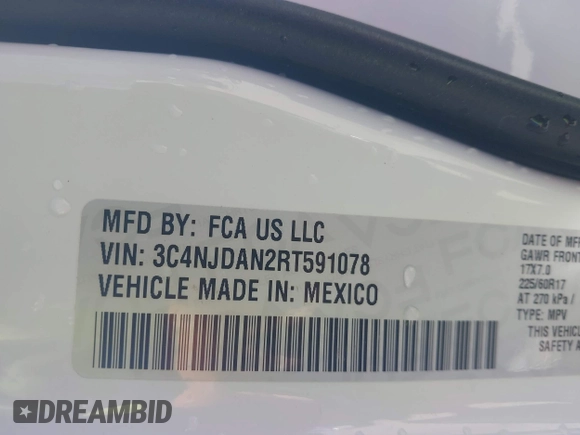 MFD BY: FCA US LLC
VIN: 3C4NJDAN2RT591078
VEHICLE MADE IN: MEXICO
DATE OF MF
GAWR FRONT
17X7.0
225/60R17
AT 270 kPa /
TYPE: MPV
THIS VEHICL
SAFETY A
DREAMBID